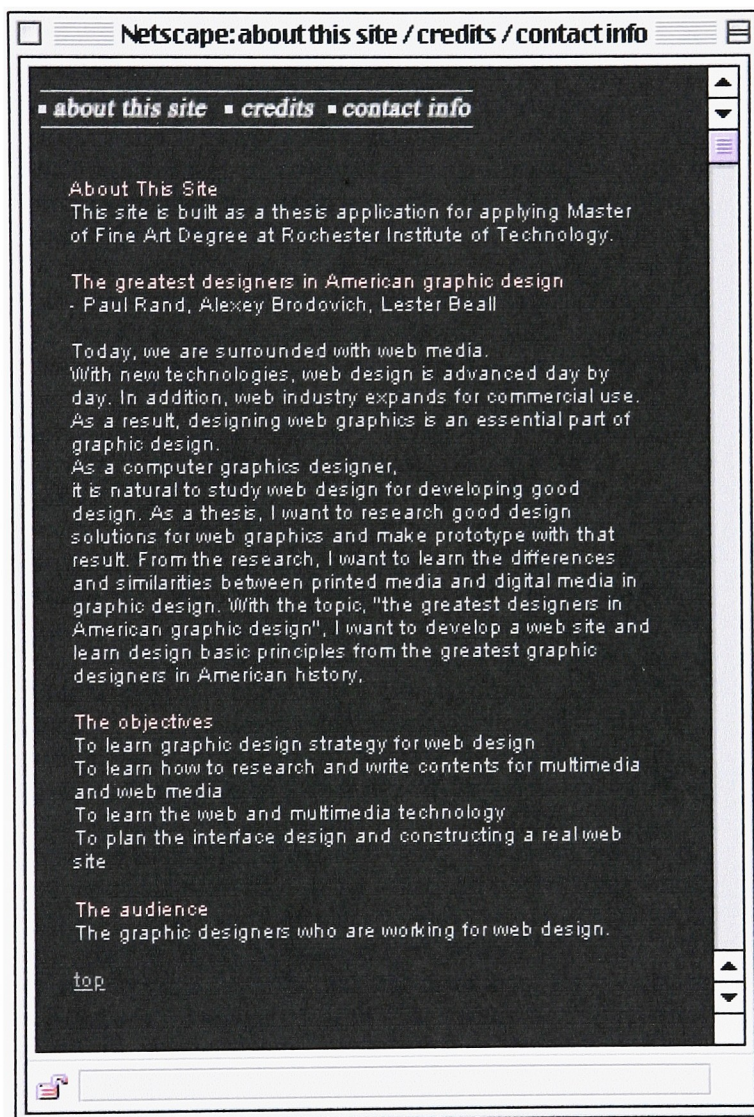 Netscape: about this site / credits / contact info
▪ about this site ▪ credits ▪ contact info
About This Site
This site is built as a thesis application for applying Master
of Fine Art Degree at Rochester Institute of Technology.
The greatest designers in American graphic design
- Paul Rand, Alexey Brodovich, Lester Beall
Today, we are surrounded with web media.
With new technologies, web design is advanced day by
day. In addition, web industry expands for commercial use.
As a result, designing web graphics is an essential part of
graphic design.
As a computer graphics designer,
it is natural to study web design for developing good
design. As a thesis, I want to research good design
solutions for web graphics and make prototype with that
result. From the research, I want to learn the differences
and similarities between printed media and digital media in
graphic design. With the topic, "the greatest designers in
American graphic design", I want to develop a web site and
learn design basic principles from the greatest graphic
designers in American history.
The objectives
To learn graphic design strategy for web design
To learn how to research and write contents for multimedia
and web media
To learn the web and multimedia technology
To plan the interface design and constructing a real web
site
The audience
The graphic designers who are working for web design.
top